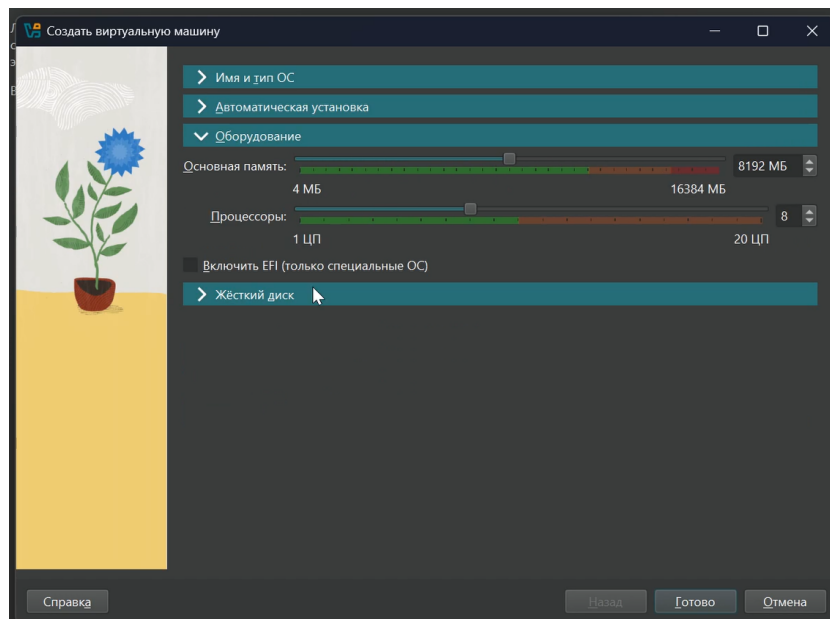 Создать виртуальную машину
Имя и тип ОС
Автоматическая установка
Оборудование
Основная память:
8192 МБ
4 МБ
16384 МБ
Процессоры:
8
1 ЦП
20 ЦП
Включить EFI (только специальные ОС)
Жёсткий диск
Справка
Назад
Готово
Отмена